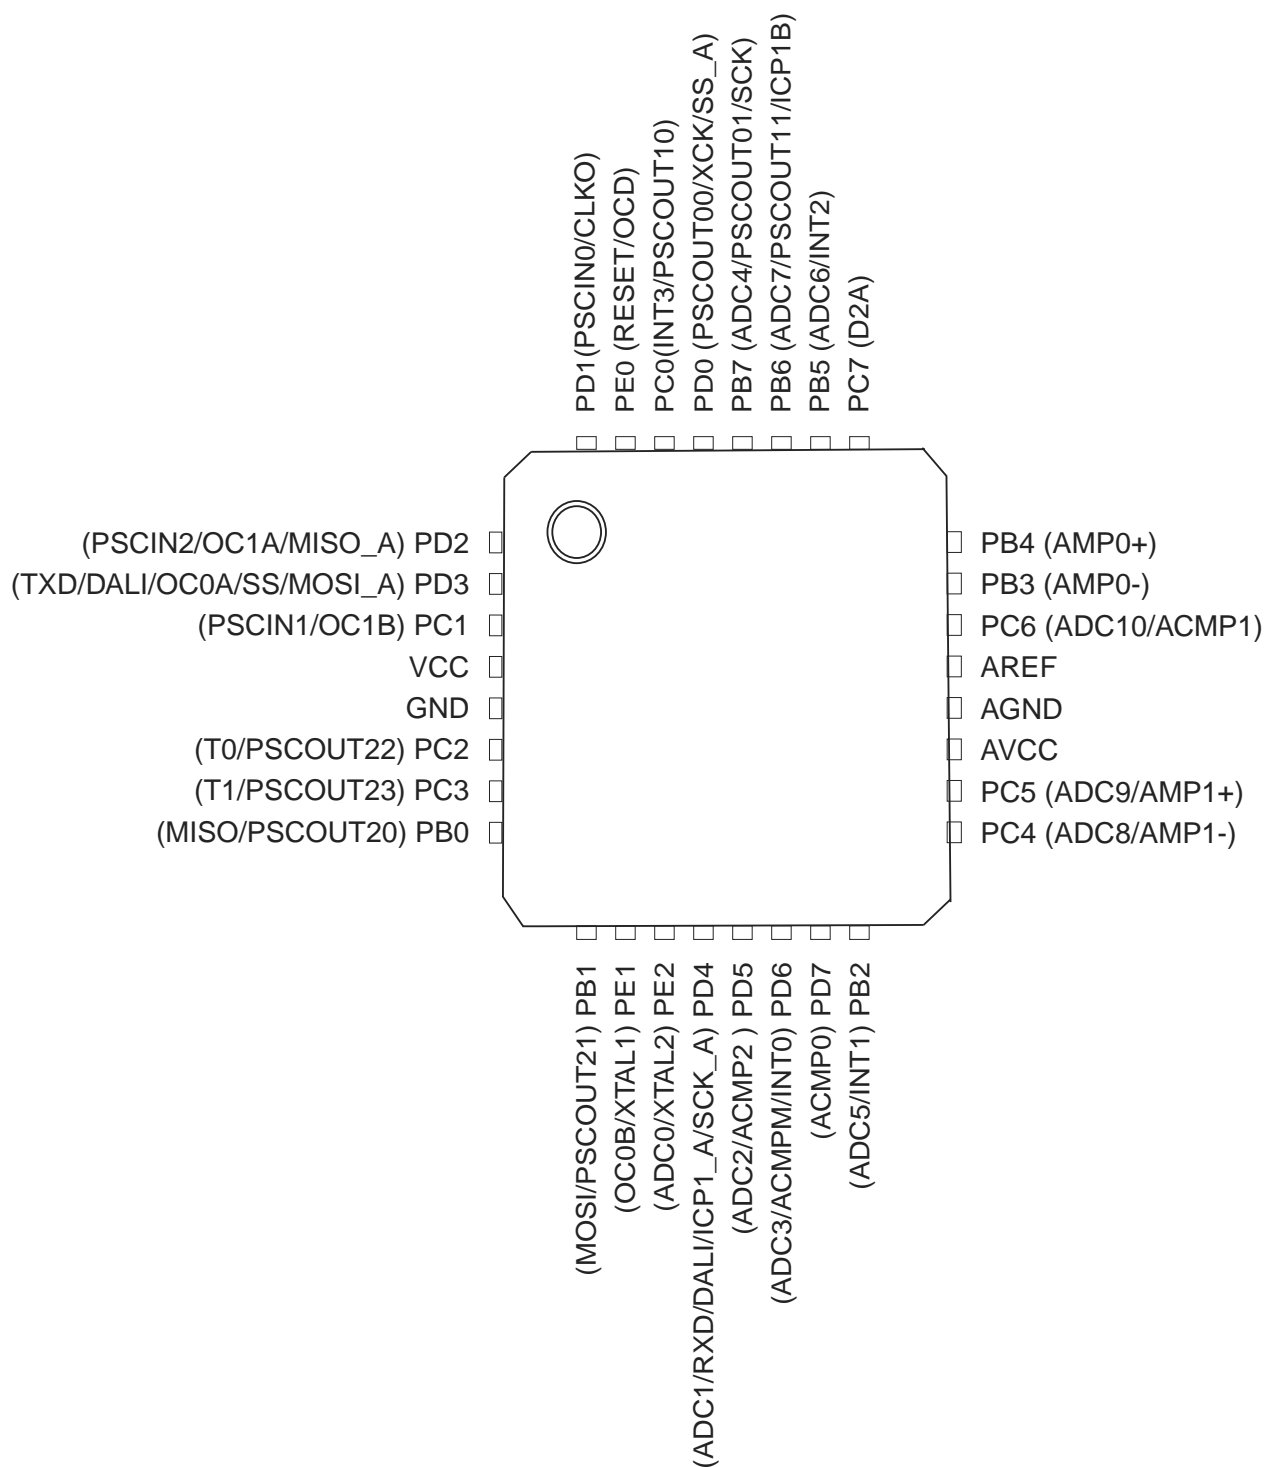 PD1(PSCIN0/CLKO)
PE0 (RESET/OCD)
PC0(INT3/PSCOUT10)
PD0 (PSCOUT00/XCK/SS_A)
PB7 (ADC4/PSCOUT01/SCK)
PB6 (ADC7/PSCOUT11/ICP1B)
PB5 (ADC6/INT2)
PC7 (D2A)
(PSCIN2/OC1A/MISO_A) PD2
(TXD/DALI/OC0A/SS/MOSI_A) PD3
(PSCIN1/OC1B) PC1
VCC
GND
(T0/PSCOUT22) PC2
(T1/PSCOUT23) PC3
(MISO/PSCOUT20) PB0
PB4 (AMP0+)
PB3 (AMP0-)
PC6 (ADC10/ACMP1)
AREF
AGND
AVCC
PC5 (ADC9/AMP1+)
PC4 (ADC8/AMP1-)
(MOSI/PSCOUT21) PB1
(OC0B/XTAL1) PE1
(ADC0/XTAL2) PE2
(ADC1/RXD/DALI/ICP1_A/SCK_A) PD4
(ADC2/ACMP2 ) PD5
(ADC3/ACMPM/INT0) PD6
(ACMP0) PD7
(ADC5/INT1) PB2